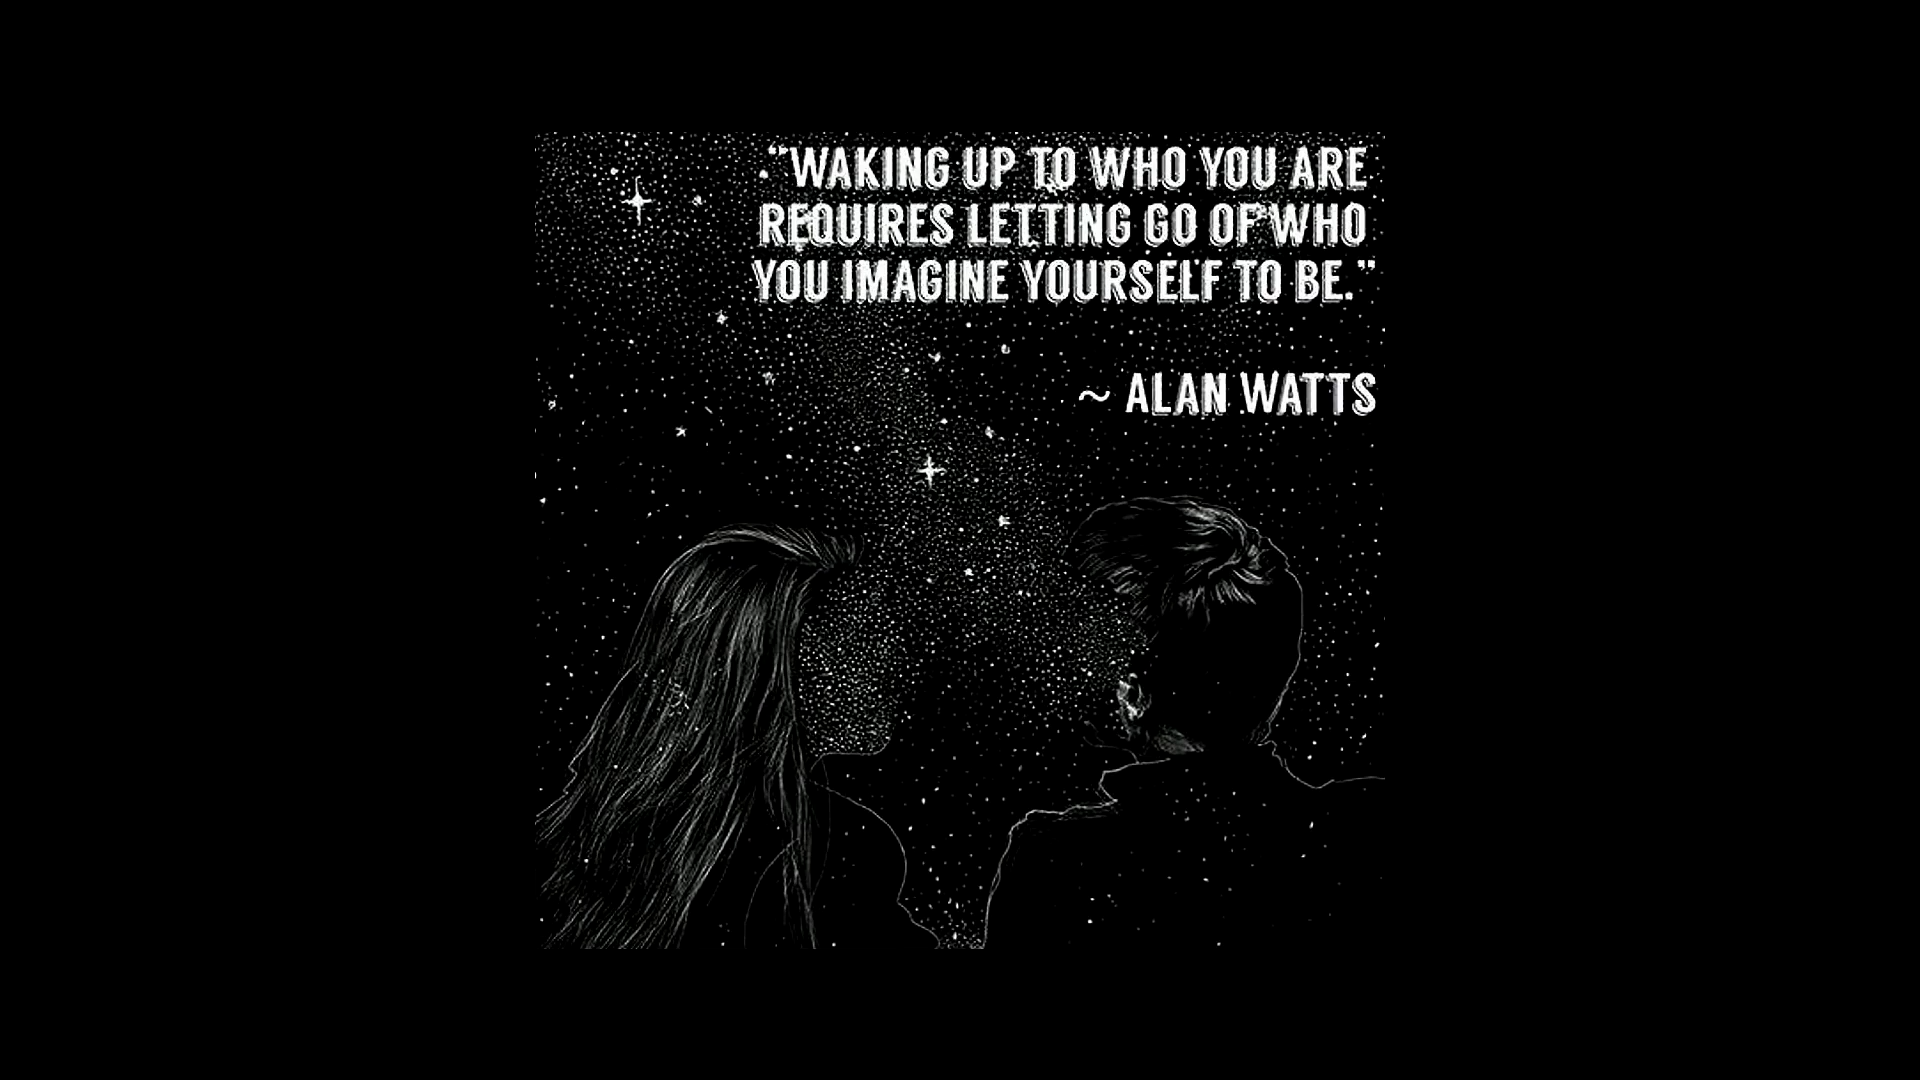 “WAKING UP TO WHO YOU ARE
REQUIRES LETTING GO OF WHO
YOU IMAGINE YOURSELF TO BE.”
~ ALAN WATTS